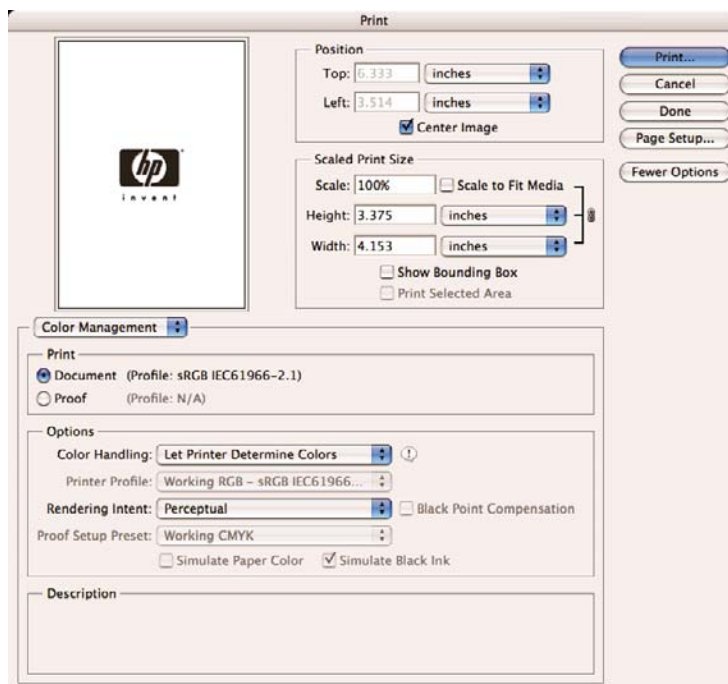 Print
Position
Top: 6.333 inches
Left: 3.514 inches
Center Image
Print...
Cancel
Done
Page Setup...
Fewer Options
hp
invent
Scaled Print Size
Scale: 100% Scale to Fit Media
Height: 3.375 inches
Width: 4.153 inches
Show Bounding Box
Print Selected Area
Color Management
Print
Document (Profile: sRGB IEC61966-2.1)
Proof (Profile: N/A)
Options
Color Handling: Let Printer Determine Colors
Printer Profile: Working RGB - sRGB IEC61966...
Rendering Intent: Perceptual Black Point Compensation
Proof Setup Preset: Working CMYK
Simulate Paper Color Simulate Black Ink
Description